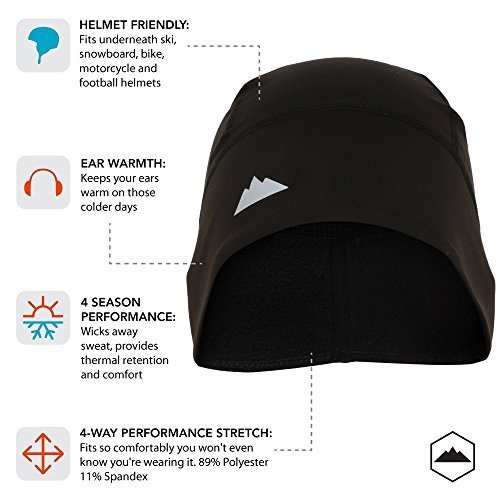 HELMET FRIENDLY:
Fits underneath ski,
snowboard, bike,
motorcycle and
football helmets
EAR WARMTH:
Keeps your ears
warm on those
colder days
4 SEASON
PERFORMANCE:
Wicks away
sweat, provides
thermal retention
and comfort
4-WAY PERFORMANCE STRETCH:
Fits so comfortably you won't even
know you're wearing it. 89% Polyester
11% Spandex